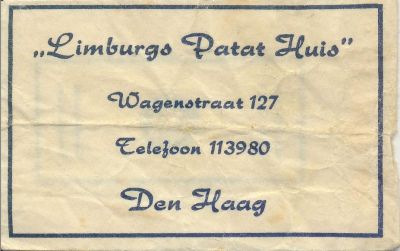 „Limburgs Patat Huis”
Wagenstraat 127
Telefoon 113980
Den Haag